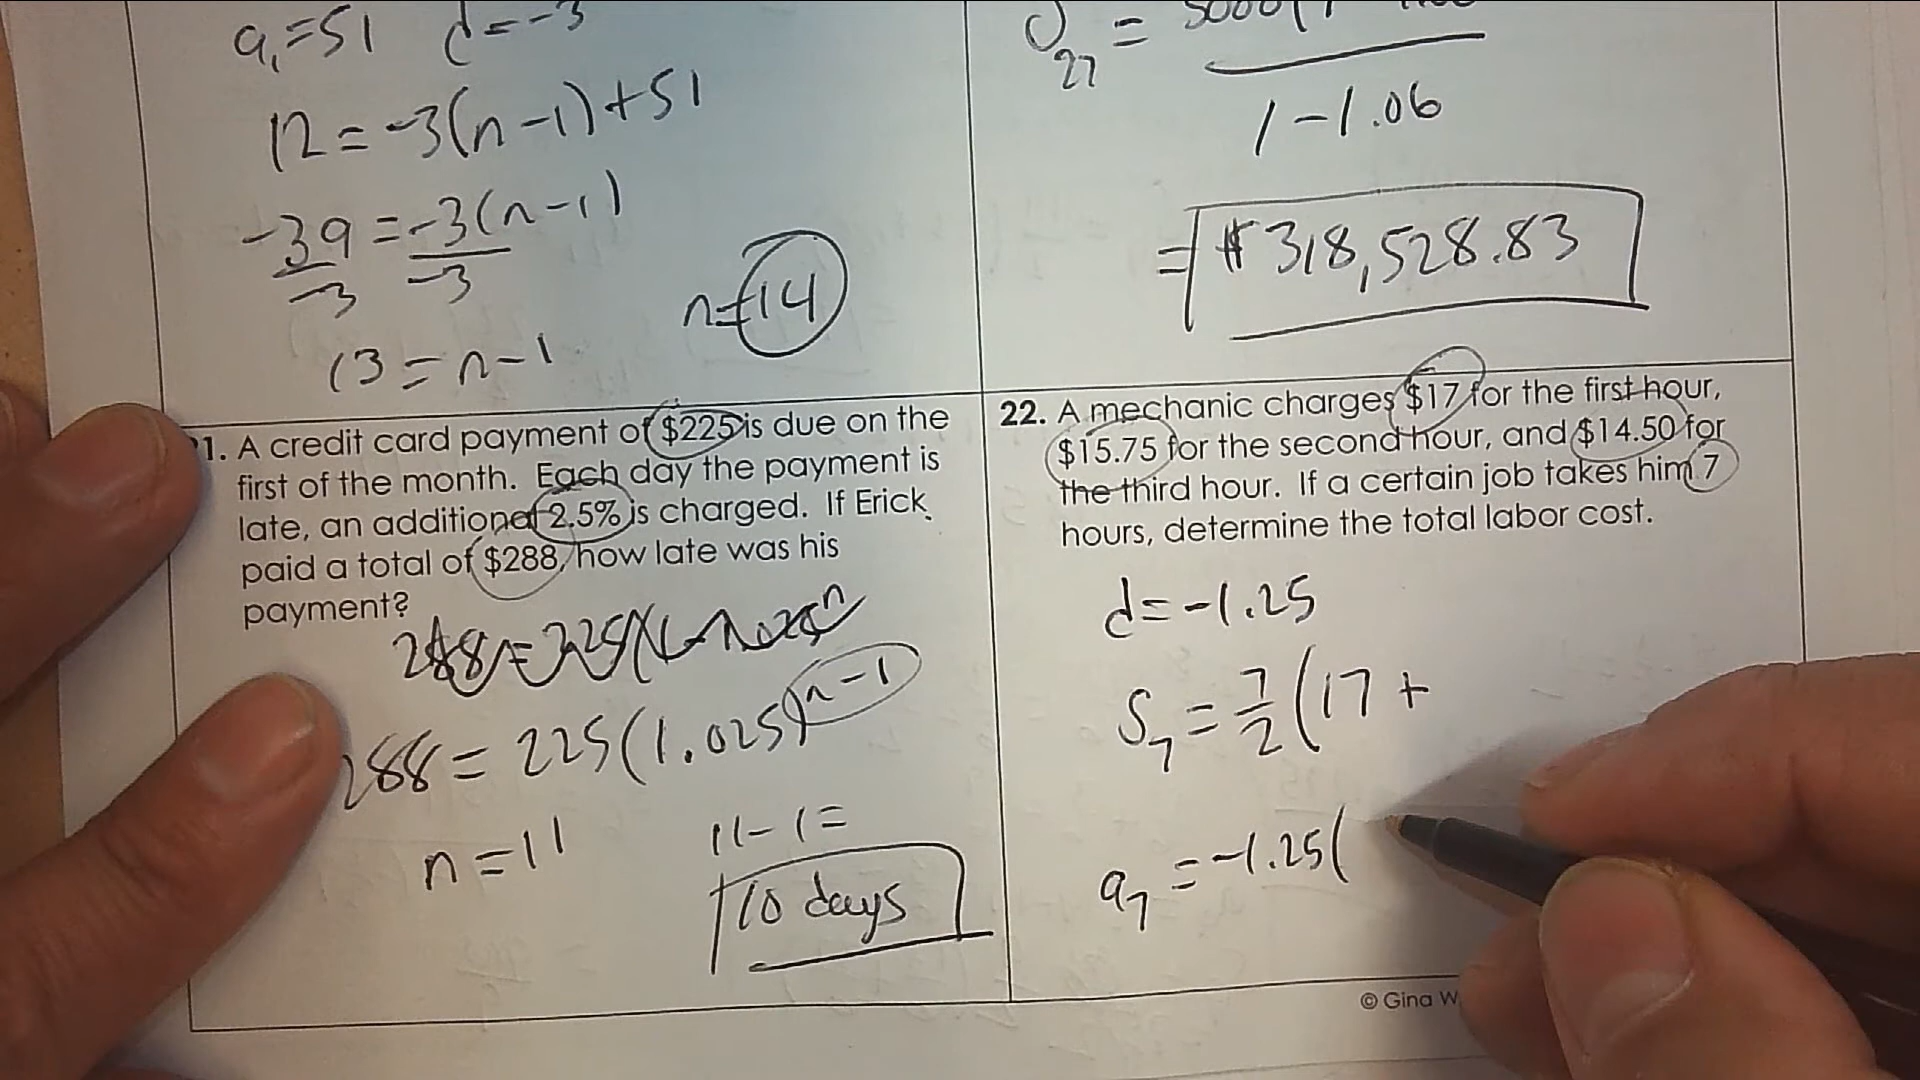 a₁=51 d=-3
12=-3(n-1)+51
-39=-3(n-1)
-3 -3
13=n-1
n=14
27 =
1-1.06
=$318,528.83
1. A credit card payment of $225 is due on the
first of the month. Each day the payment is
late, an additional 2.5% is charged. If Erick
paid a total of $288, how late was his
payment?
288=225(1.025)ⁿ⁻¹
n=11
11-1=
10 days
22. A mechanic charges $17 for the first hour,
$15.75 for the second hour, and $14.50 for
the third hour. If a certain job takes him 7
hours, determine the total labor cost.
d=-1.25
S₇=7/2(17+
a₇=-1.25(
© Gina W